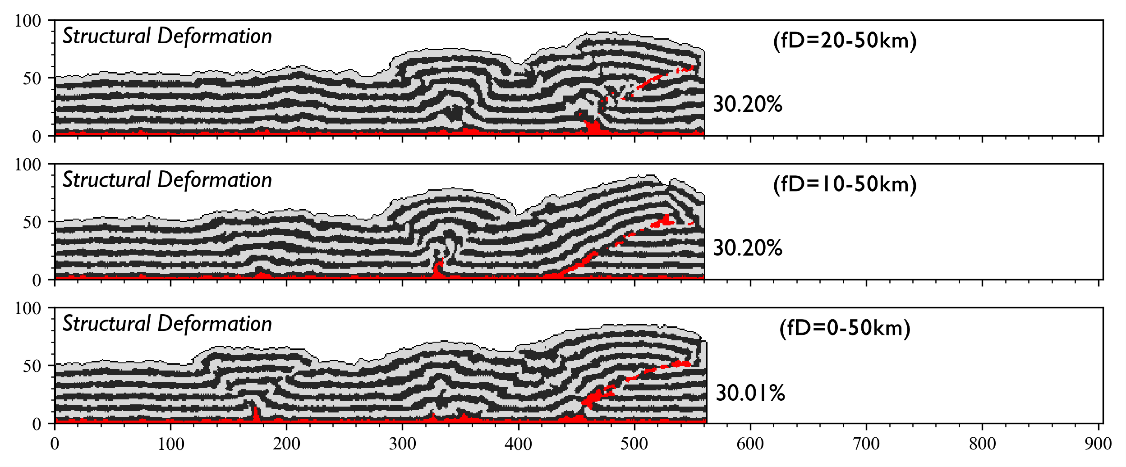 100
Structural Deformation
(fD=20-50km)
50
30.20%
0
100
Structural Deformation
(fD=10-50km)
50
30.20%
0
100
Structural Deformation
(fD=0-50km)
50
30.01%
0
0 100 200 300 400 500 600 700 800 900